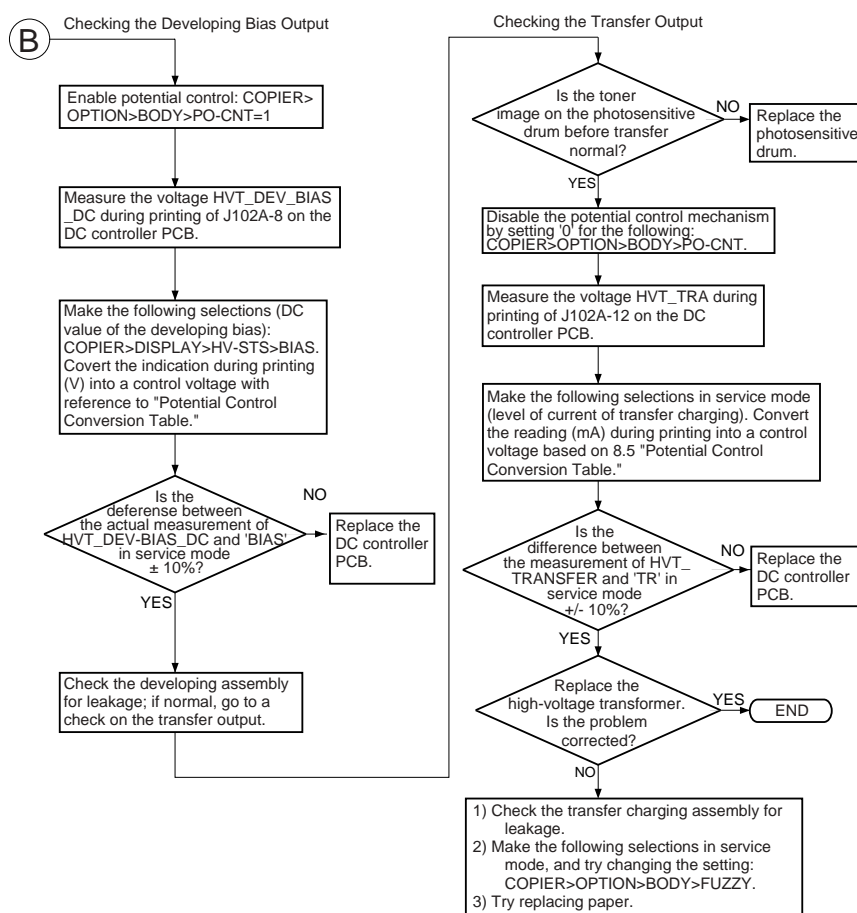 B
Checking the Developing Bias Output
Enable potential control: COPIER>
OPTION>BODY>PO-CNT=1
Measure the voltage HVT_DEV_BIAS
_DC during printing of J102A-8 on the
DC controller PCB.
Make the following selections (DC
value of the developing bias):
COPIER>DISPLAY>HV-STS>BIAS.
Covert the indication during printing
(V) into a control voltage with
reference to "Potential Control
Conversion Table."
Is the
deferense between
the actual measurement of
HVT_DEV-BIAS_DC and 'BIAS'
in service mode
± 10%?
NO
Replace the
DC controller
PCB.
YES
Check the developing assembly
for leakage; if normal, go to a
check on the transfer output.
Checking the Transfer Output
Is the toner
image on the photosensitive
drum before transfer
normal?
NO
Replace the
photosensitive
drum.
YES
Disable the potential control mechanism
by setting '0' for the following:
COPIER>OPTION>BODY>PO-CNT.
Measure the voltage HVT_TRA during
printing of J102A-12 on the DC
controller PCB.
Make the following selections in service mode
(level of current of transfer charging). Convert
the reading (mA) during printing into a control
voltage based on 8.5 "Potential Control
Conversion Table."
Is the
difference between
the measurement of HVT_
TRANSFER and 'TR' in
service mode
+/- 10%?
NO
Replace the
DC controller
PCB.
YES
Replace the
high-voltage transformer.
Is the problem
corrected?
YES
END
NO
1) Check the transfer charging assembly for
leakage.
2) Make the following selections in service
mode, and try changing the setting:
COPIER>OPTION>BODY>FUZZY.
3) Try replacing paper.